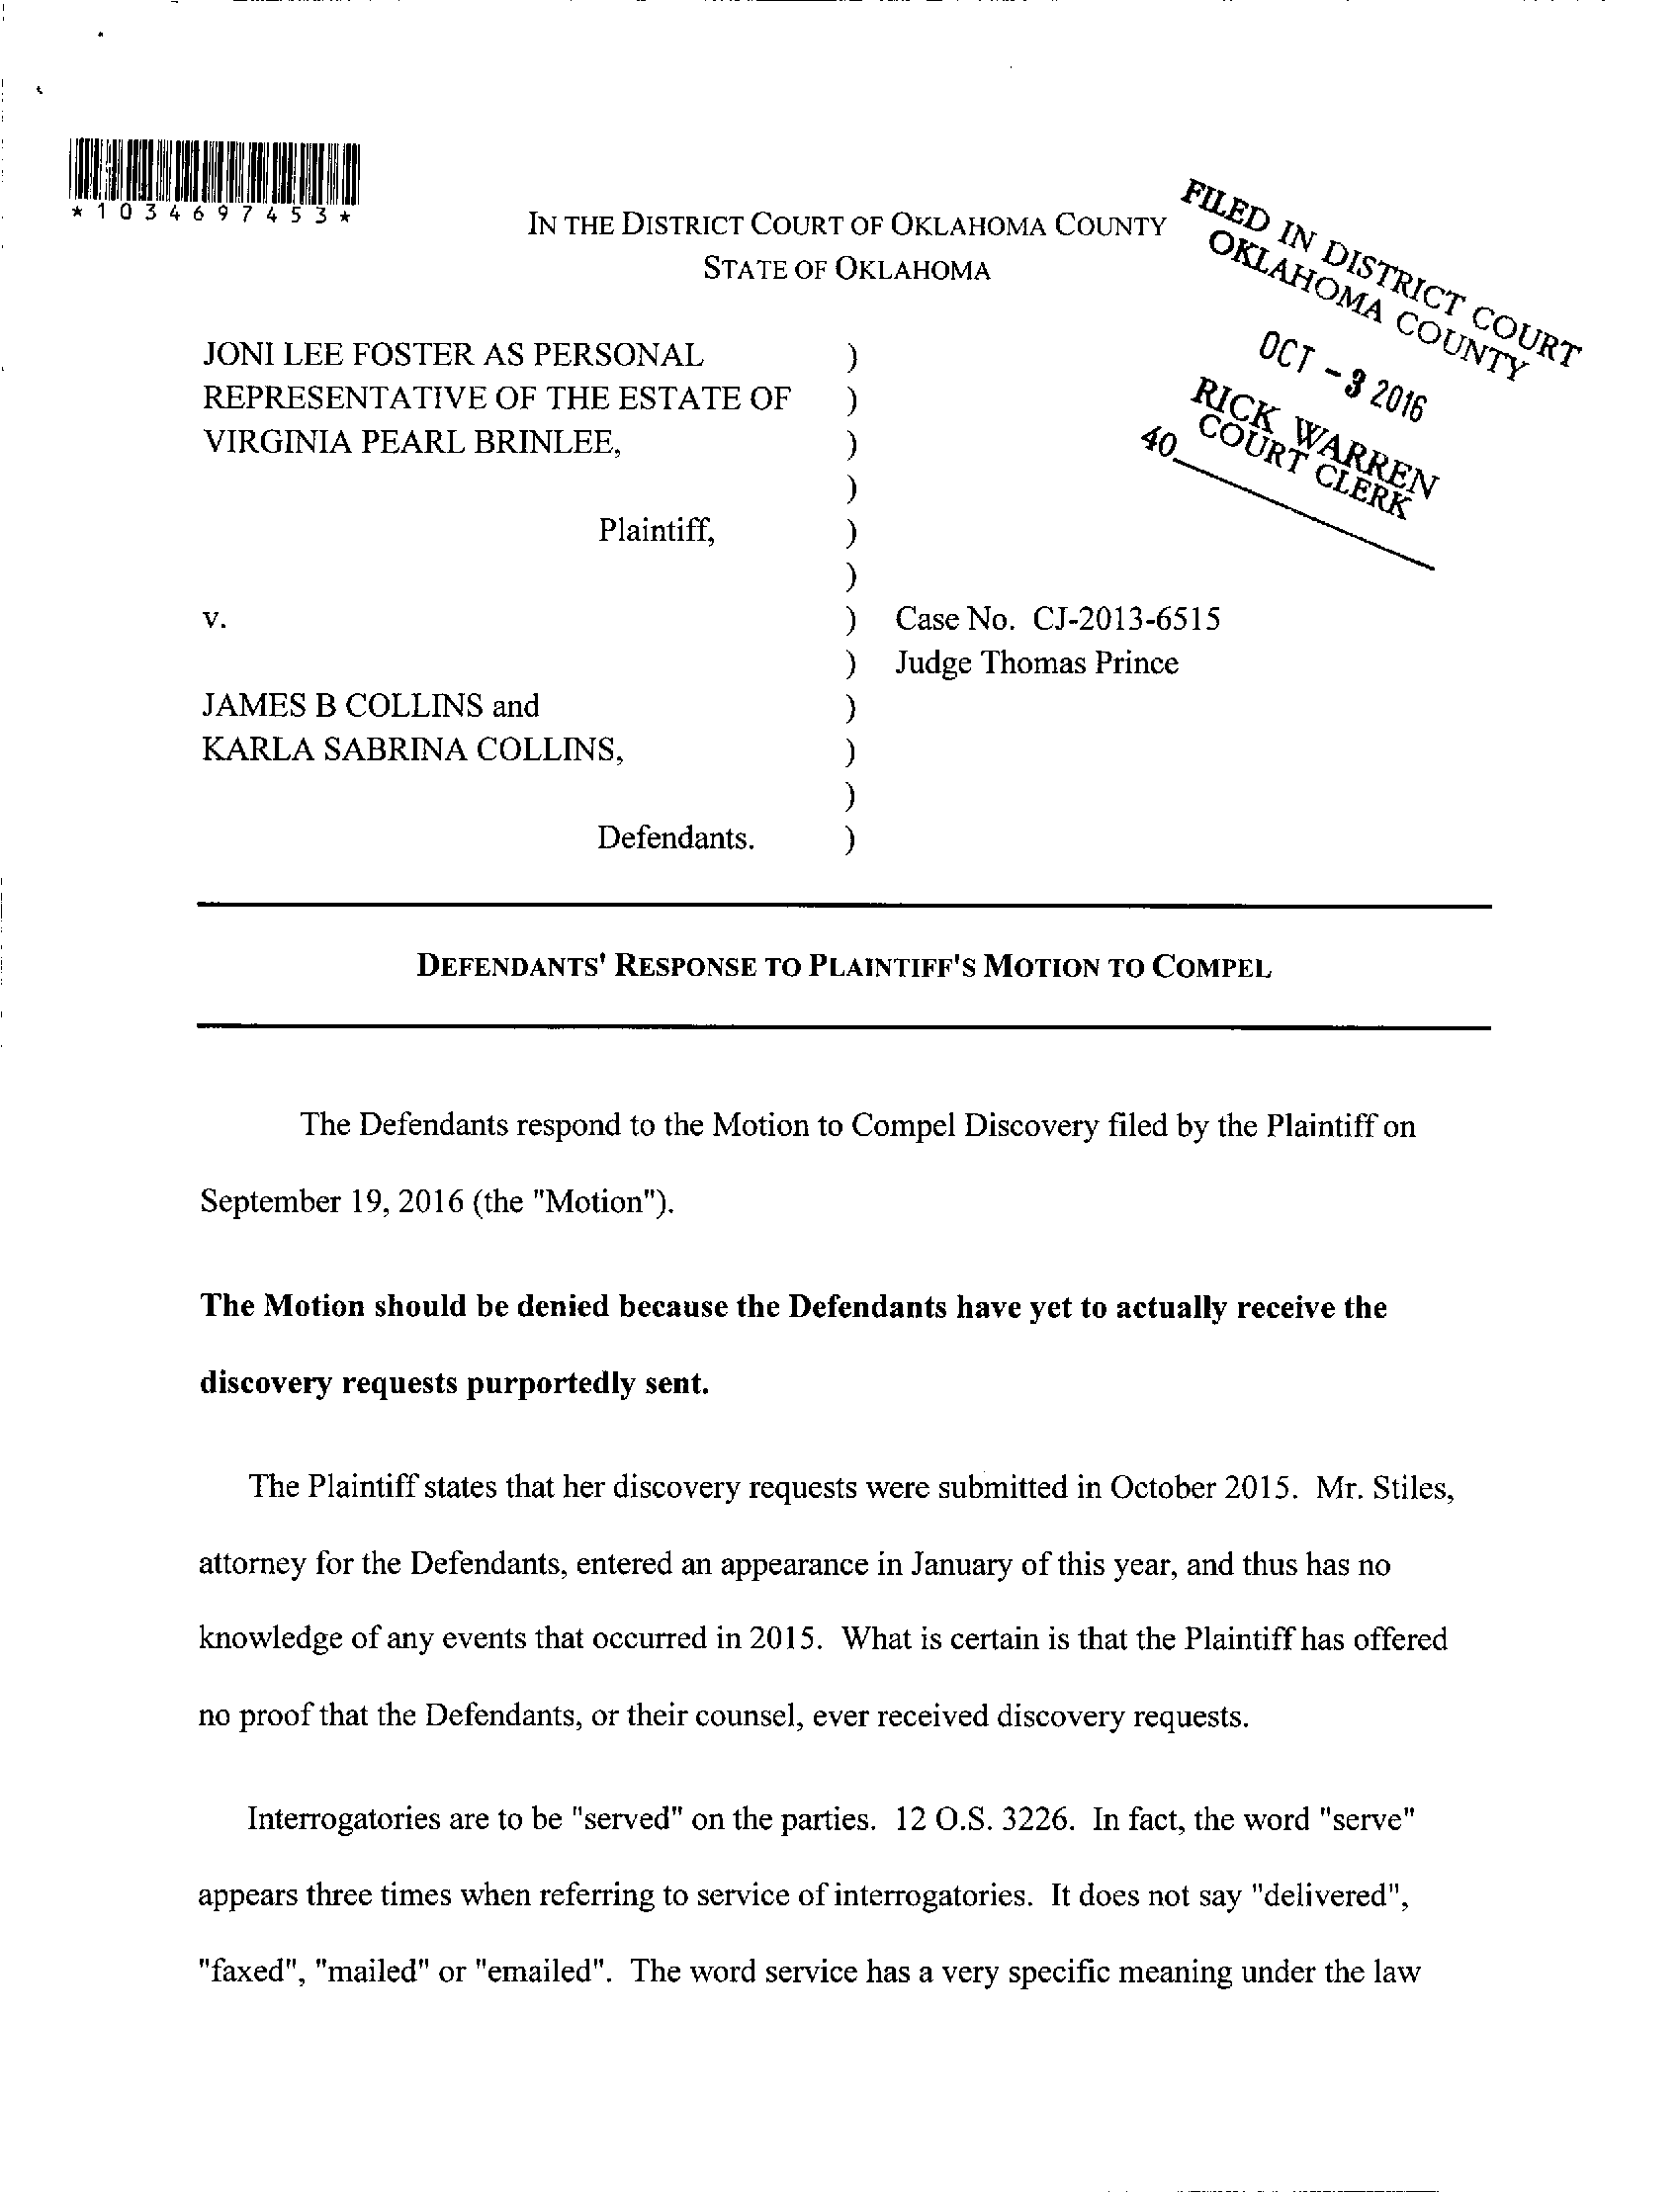 *1034697453*
IN THE DISTRICT COURT OF OKLAHOMA COUNTY
STATE OF OKLAHOMA
FILED IN DISTRICT COURT
OKLAHOMA COUNTY
OCT -3 2016
RICK WARREN
COURT CLERK
40
JONI LEE FOSTER AS PERSONAL )
REPRESENTATIVE OF THE ESTATE OF )
VIRGINIA PEARL BRINLEE, )
)
Plaintiff, )
)
v. ) Case No. CJ-2013-6515
) Judge Thomas Prince
JAMES B COLLINS and )
KARLA SABRINA COLLINS, )
)
Defendants. )
DEFENDANTS' RESPONSE TO PLAINTIFF'S MOTION TO COMPEL
The Defendants respond to the Motion to Compel Discovery filed by the Plaintiff on
September 19, 2016 (the "Motion").
The Motion should be denied because the Defendants have yet to actually receive the
discovery requests purportedly sent.
The Plaintiff states that her discovery requests were submitted in October 2015. Mr. Stiles,
attorney for the Defendants, entered an appearance in January of this year, and thus has no
knowledge of any events that occurred in 2015. What is certain is that the Plaintiff has offered
no proof that the Defendants, or their counsel, ever received discovery requests.
Interrogatories are to be "served" on the parties. 12 O.S. 3226. In fact, the word "serve"
appears three times when referring to service of interrogatories. It does not say "delivered",
"faxed", "mailed" or "emailed". The word service has a very specific meaning under the law